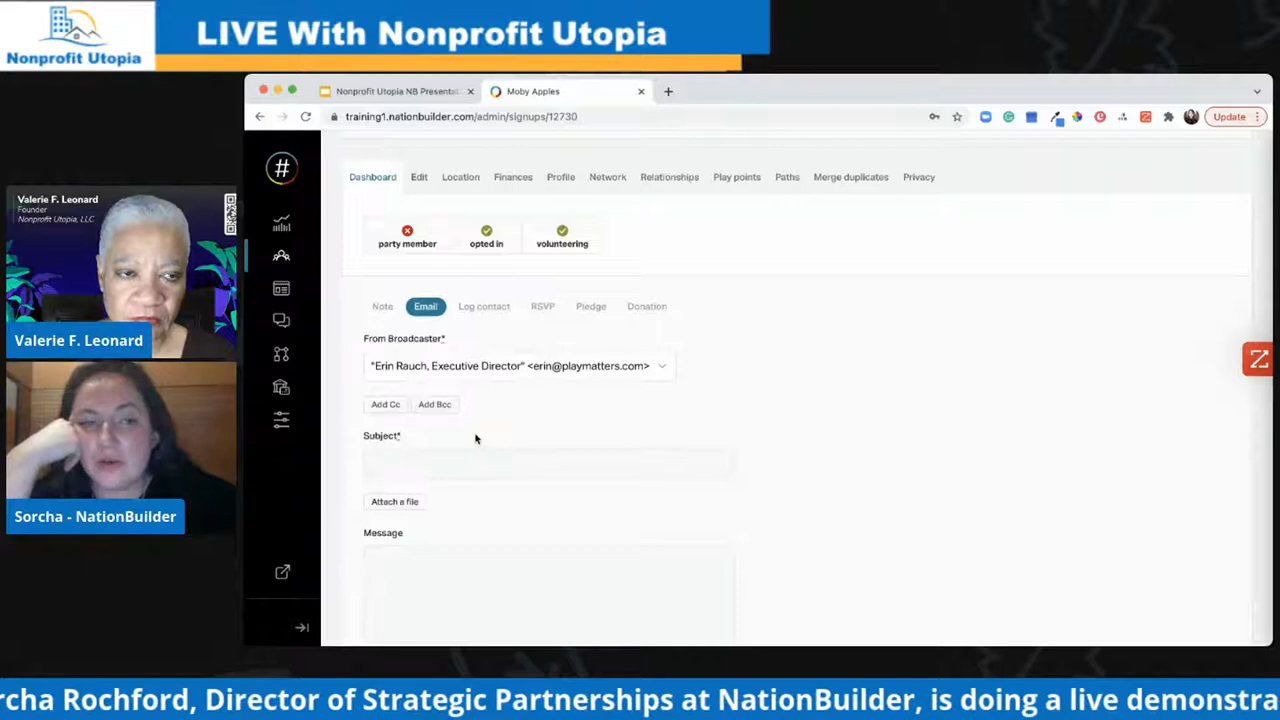 LIVE With Nonprofit Utopia
Nonprofit Utopia
Nonprofit Utopia NB Presentat
Moby Apples
training1.nationbuilder.com/admin/signups/12730
Update
#
Dashboard Edit Location Finances Profile Network Relationships Play points Paths Merge duplicates Privacy
party member opted in volunteering
Note Email Log contact RSVP Pledge Donation
From Broadcaster*
"Erin Rauch, Executive Director" <erin@playmatters.com>
Add Cc Add Bcc
Subject*
Attach a file
Message
Valerie F. Leonard
Founder
Nonprofit Utopia, LLC
Valerie F. Leonard
Sorcha - NationBuilder
rcha Rochford, Director of Strategic Partnerships at NationBuilder, is doing a live demonstra